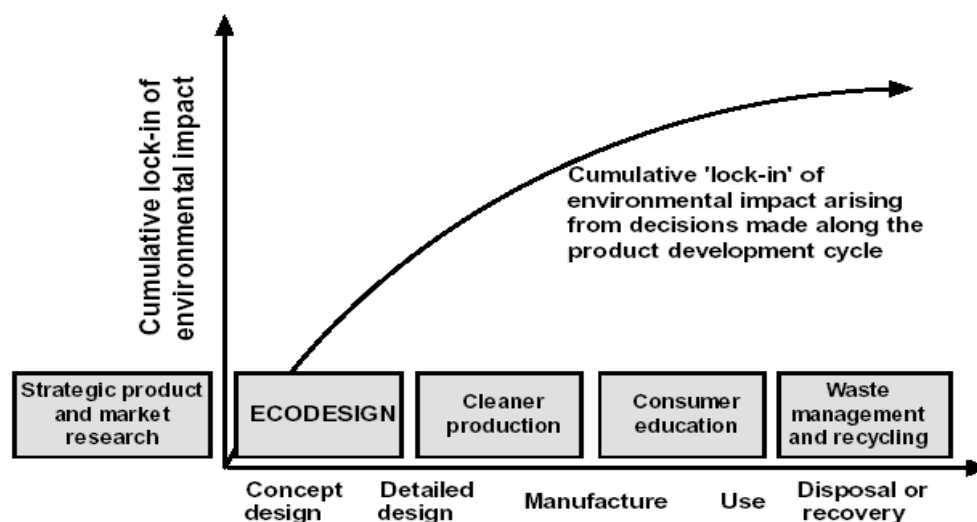 Cumulative lock-in of
environmental impact
Cumulative 'lock-in' of
environmental impact arising
from decisions made along the
product development cycle
Strategic product
and market
research
ECODESIGN
Cleaner
production
Consumer
education
Waste
management
and recycling
Concept
design
Detailed
design
Manufacture
Use
Disposal or
recovery